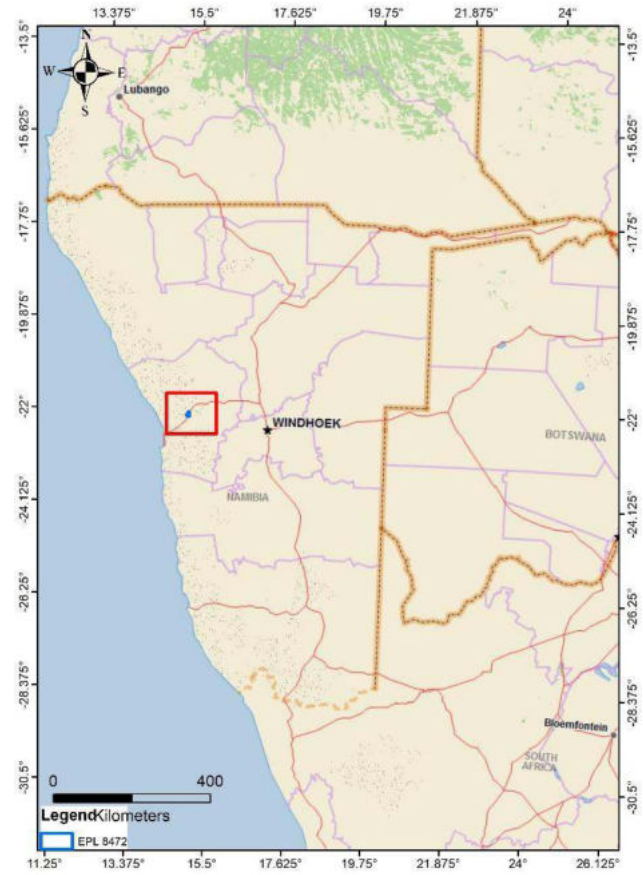 13.375° 15.5° 17.625° 19.75° 21.875° 24°
N
W E
S
Lubango
-13.5° -13.5°
-15.625° -15.625°
-17.75° -17.75°
-19.875° -19.875°
-22° -22°
WINDHOEK
BOTSWANA
NAMIBIA
-24.125° -24.125°
-26.25° -26.25°
-28.375° -28.375°
Bloemfontein
SOUTH
AFRICA
-30.5° -30.5°
0 400
Legend Kilometers
EPL 8472
11.25° 13.375° 15.5° 17.625° 19.75° 21.875° 24° 26.125°